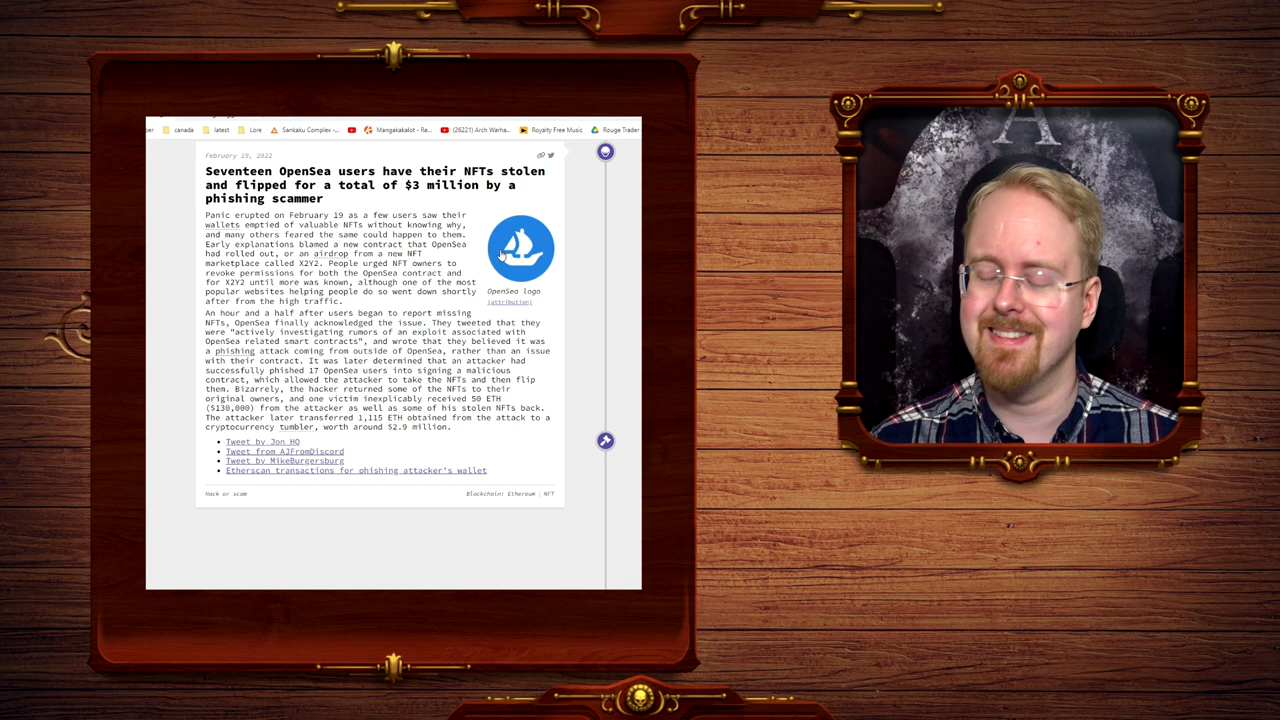 canada
latest
Lore
Sankaku Complex -...
Mangakakalot - Re...
(26221) Arch Warha...
Royalty Free Music
Rouge Trader
February 19, 2022
Seventeen OpenSea users have their NFTs stolen
and flipped for a total of $3 million by a
phishing scammer
Panic erupted on February 19 as a few users saw their
wallets emptied of valuable NFTs without knowing why,
and many others feared the same could happen to them.
Early explanations blamed a new contract that OpenSea
had rolled out, or an airdrop from a new NFT
marketplace called X2Y2. People urged NFT owners to
revoke permissions for both the OpenSea contract and
for X2Y2 until more was known, although one of the most
popular websites helping people do so went down shortly
after from the high traffic.
OpenSea logo
(attribution)
An hour and a half after users began to report missing
NFTs, OpenSea finally acknowledged the issue. They tweeted that they
were "actively investigating rumors of an exploit associated with
OpenSea related smart contracts", and wrote that they believed it was
a phishing attack coming from outside of OpenSea, rather than an issue
with their contract. It was later determined that an attacker had
successfully phished 17 OpenSea users into signing a malicious
contract, which allowed the attacker to take the NFTs and then flip
them. Bizarrely, the hacker returned some of the NFTs to their
original owners, and one victim inexplicably received 50 ETH
($130,000) from the attacker as well as some of his stolen NFTs back.
The attacker later transferred 1,115 ETH obtained from the attack to a
cryptocurrency tumbler, worth around $2.9 million.
Tweet by Jon HQ
Tweet from AJFromDiscord
Tweet by MikeBurgersburg
Etherscan transactions for phishing attacker's wallet
Hack or scam
Blockchain: Ethereum | NFT
A